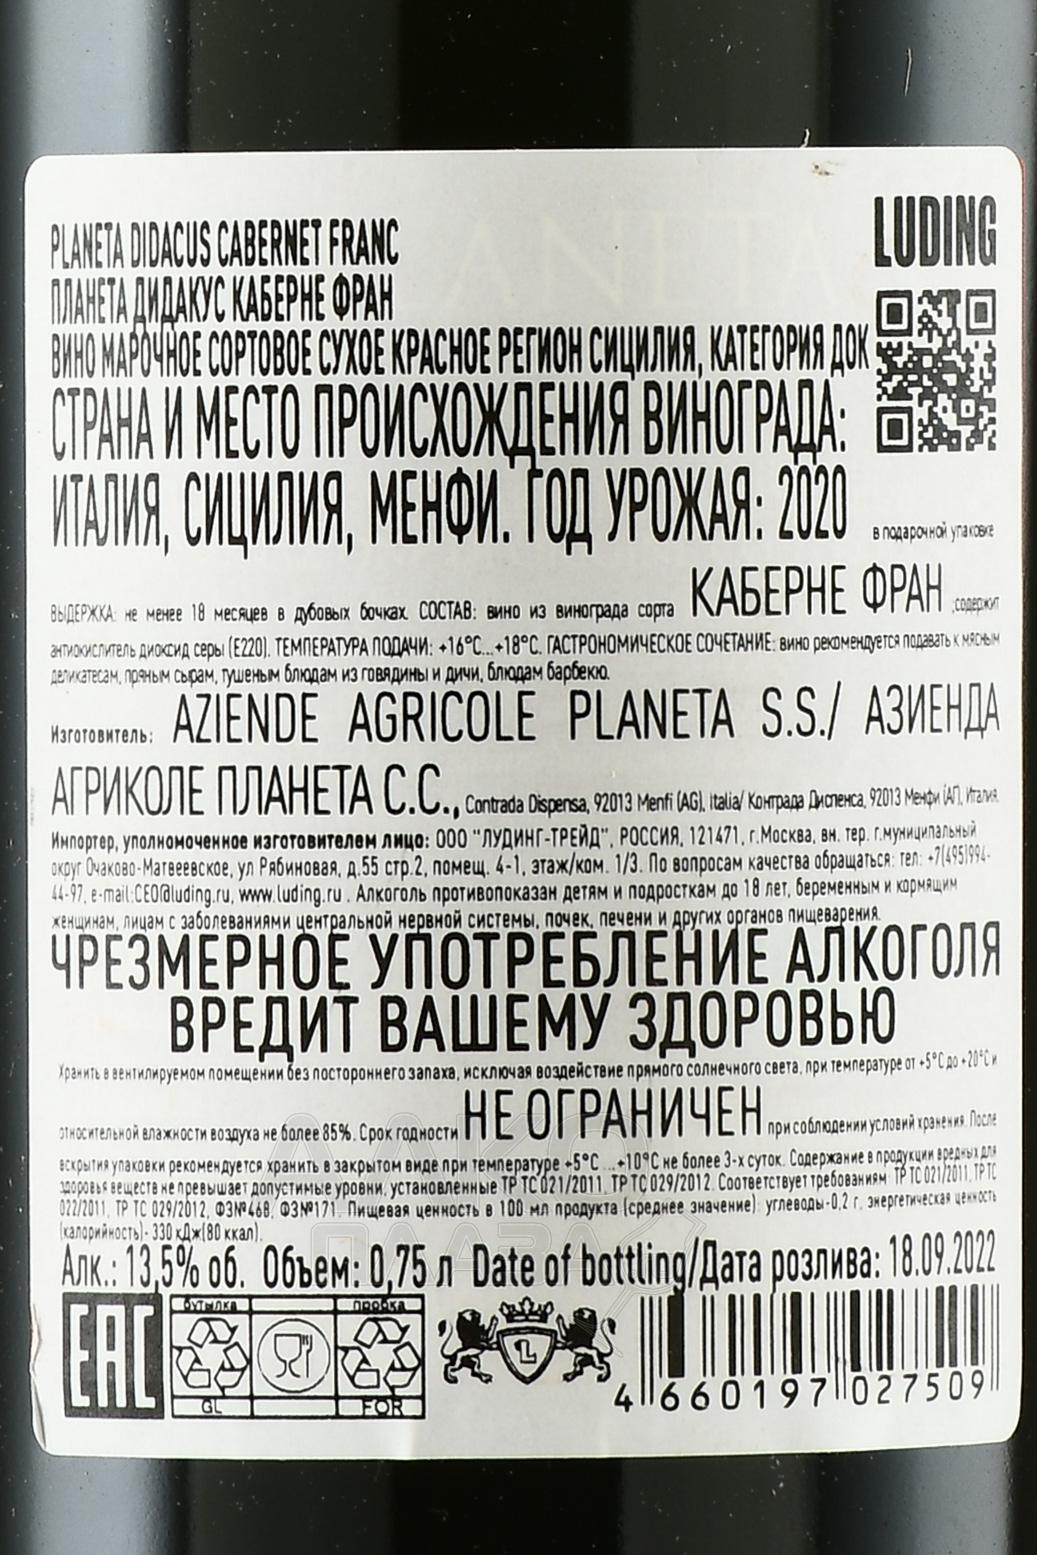 LUDING
PLANETA DIDACUS CABERNET FRANC
ПЛАНЕТА ДИДАКУС КАБЕРНЕ ФРАН
ВИНО МАРОЧНОЕ СОРТОВОЕ СУХОЕ КРАСНОЕ РЕГИОН СИЦИЛИЯ, КАТЕГОРИЯ ДОК
СТРАНА И МЕСТО ПРОИСХОЖДЕНИЯ ВИНОГРАДА:
ИТАЛИЯ, СИЦИЛИЯ, МЕНФИ. ГОД УРОЖАЯ: 2020 в подарочной упаковке
ВЫДЕРЖКА: не менее 18 месяцев в дубовых бочках. СОСТАВ: вино из винограда сорта КАБЕРНЕ ФРАН ,содержит
антиокислитель диоксид серы (Е220). ТЕМПЕРАТУРА ПОДАЧИ: +16°С...+18°С. ГАСТРОНОМИЧЕСКОЕ СОЧЕТАНИЕ: вино рекомендуется подавать к мясным
деликатесам, пряным сырам, тушеным блюдам из говядины и дичи, блюдам барбекю.
Изготовитель: AZIENDE AGRICOLE PLANETA S.S./ АЗИЕНДА
АГРИКОЛЕ ПЛАНЕТА С.С., Contrada Dispensa, 92013 Menfi (AG), Italia/ Контрада Диспенса, 92013 Менфи (АГ), Италия.
Импортер, уполномоченное изготовителем лицо: ООО "ЛУДИНГ-ТРЕЙД", РОССИЯ, 121471, г.Москва, вн. тер. г.муниципальный
округ Очаково-Матвеевское, ул Рябиновая, д.55 стр.2, помещ. 4-1, этаж/ком. 1/3. По вопросам качества обращаться: тел: +7(495)994-
44-97, e-mail:CEO@luding.ru, www.luding.ru . Алкоголь противопоказан детям и подросткам до 18 лет, беременным и кормящим
женщинам, лицам с заболеваниями центральной нервной системы, почек, печени и других органов пищеварения.
ЧРЕЗМЕРНОЕ УПОТРЕБЛЕНИЕ АЛКОГОЛЯ
ВРЕДИТ ВАШЕМУ ЗДОРОВЬЮ
Хранить в вентилируемом помещении без постороннего запаха, исключая воздействие прямого солнечного света, при температуре от +5°С до +20°С и
относительной влажности воздуха не более 85%. Срок годности НЕ ОГРАНИЧЕН при соблюдении условий хранения. После
вскрытия упаковки рекомендуется хранить в закрытом виде при температуре +5°С ...+10°С не более 3-х суток. Содержание в продукции вредных для
здоровья веществ не превышает допустимые уровни, установленные ТР ТС 021/2011, ТР ТС 029/2012. Соответствует требованиям ТР ТС 021/2011, ТР ТС
022/2011, ТР ТС 029/2012, ФЗ№468, ФЗ№171. Пищевая ценность в 100 мл продукта (среднее значение): углеводы-0,2 г, энергетическая ценность
(калорийность)- 330 кДж(80 ккал).
Алк.: 13,5% об. Объем: 0,75 л Date of bottling/Дата розлива: 18.09.2022
EAC
бутылка пробка
GL FOR
L
4 660197 027509
АЛКО
ПЛАЗА